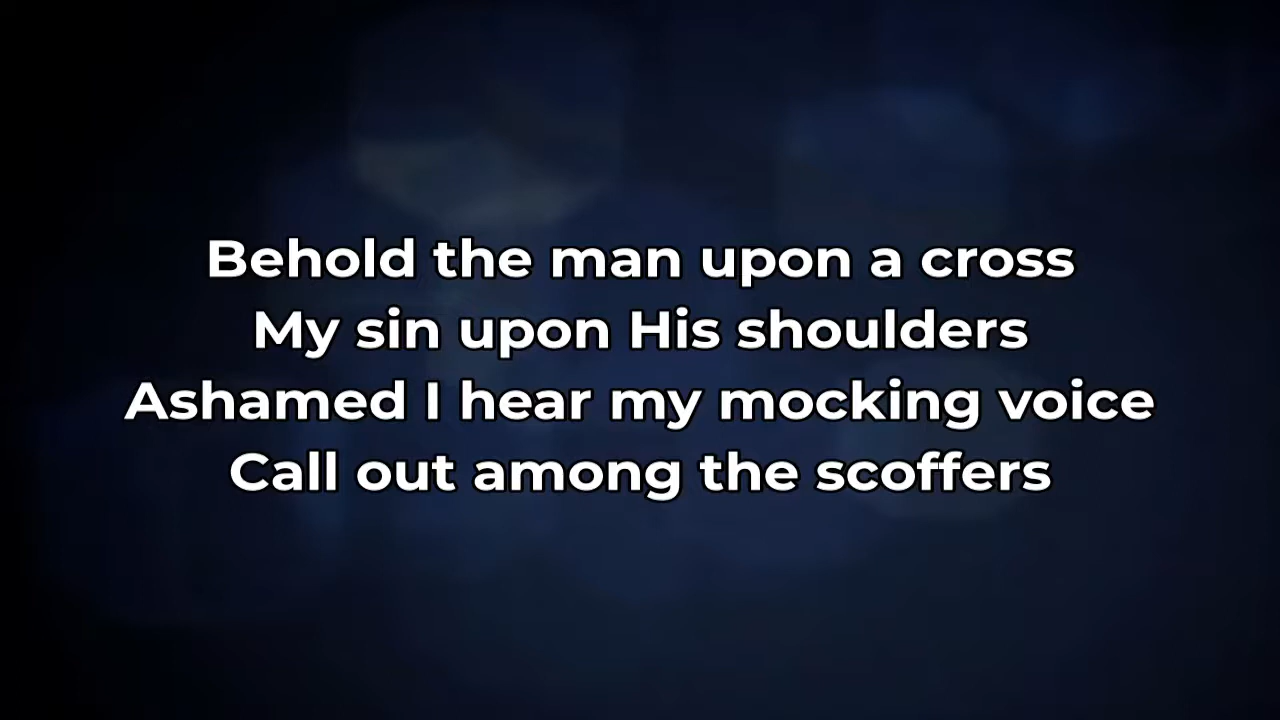 Behold the man upon a cross
My sin upon His shoulders
Ashamed I hear my mocking voice
Call out among the scoffers